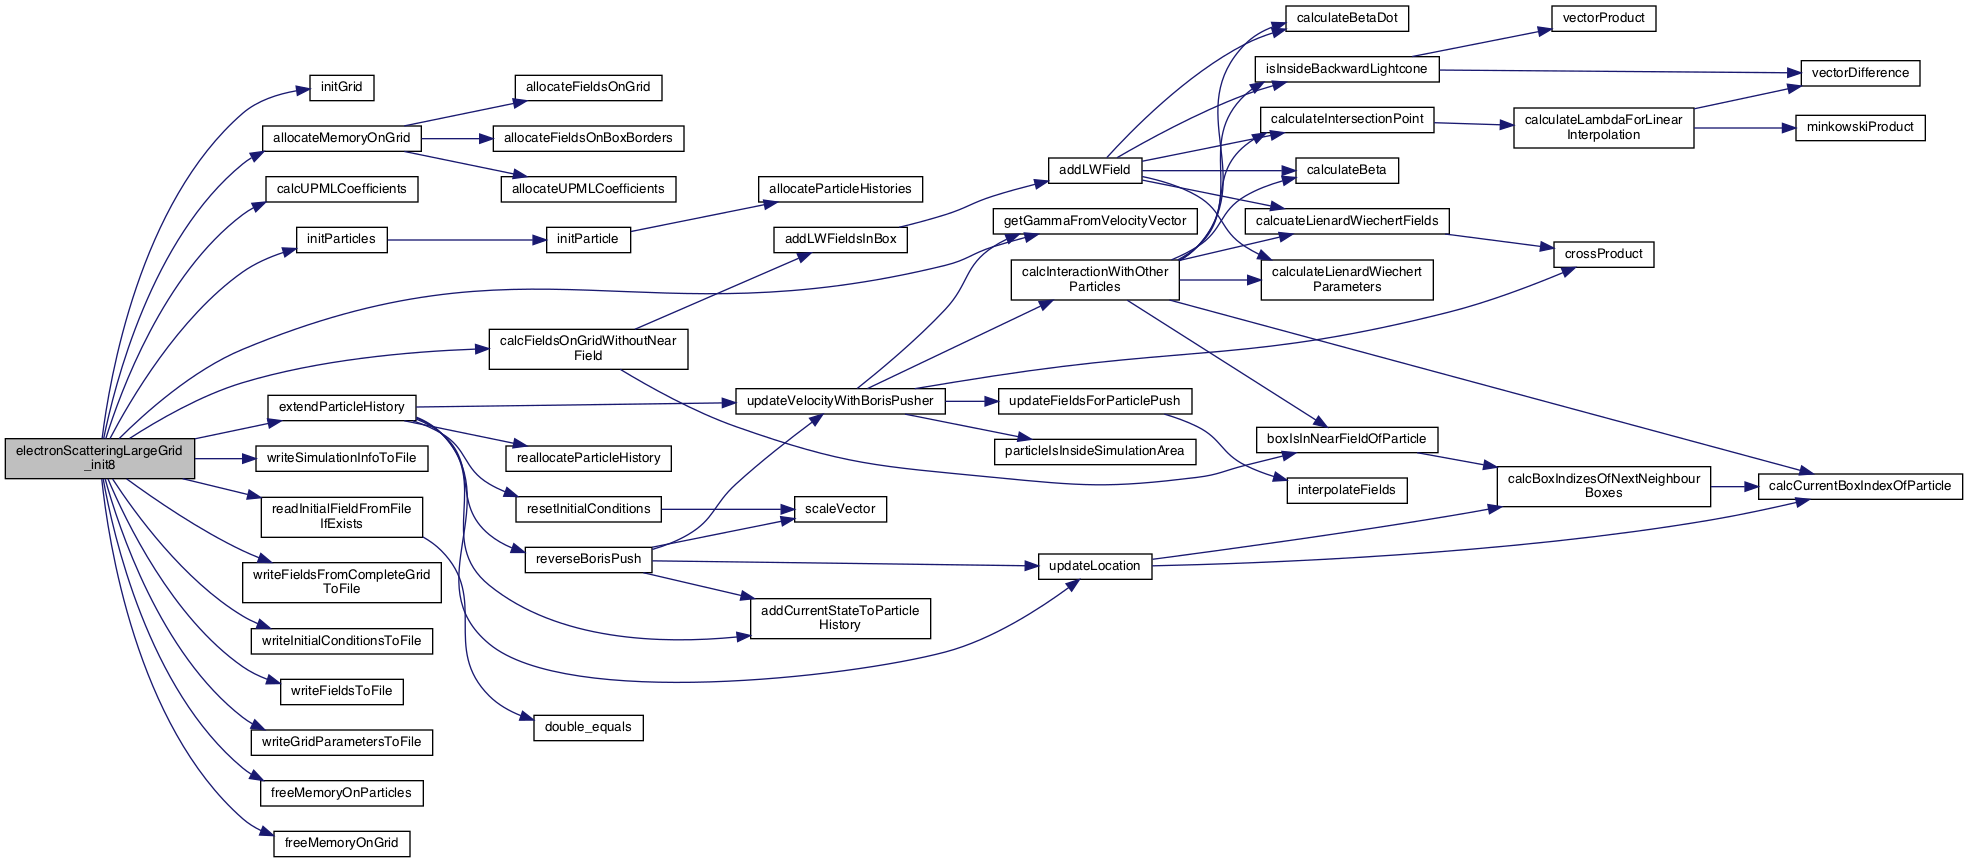 electronScatteringLargeGrid
_init8
initGrid
allocateMemoryOnGrid
calcUPMLCoefficients
initParticles
extendParticleHistory
writeSimulationInfoToFile
readInitialFieldFromFile
IfExists
writeFieldsFromCompleteGrid
ToFile
writeInitialConditionsToFile
writeFieldsToFile
writeGridParametersToFile
freeMemoryOnParticles
freeMemoryOnGrid
allocateFieldsOnGrid
allocateFieldsOnBoxBorders
allocateUPMLCoefficients
initParticle
calcFieldsOnGridWithoutNear
Field
reallocateParticleHistory
resetInitialConditions
reverseBorisPush
double_equals
allocateParticleHistories
addLWFieldsInBox
updateVelocityWithBorisPusher
scaleVector
addCurrentStateToParticle
History
addLWField
getGammaFromVelocityVector
calcInteractionWithOther
Particles
updateFieldsForParticlePush
particleIsInsideSimulationArea
updateLocation
calculateBetaDot
isInsideBackwardLightcone
calculateIntersectionPoint
calculateBeta
calcuateLienardWiechertFields
calculateLienardWiechert
Parameters
boxIsInNearFieldOfParticle
interpolateFields
vectorProduct
calculateLambdaForLinear
Interpolation
crossProduct
calcBoxIndizesOfNextNeighbour
Boxes
vectorDifference
minkowskiProduct
calcCurrentBoxIndexOfParticle